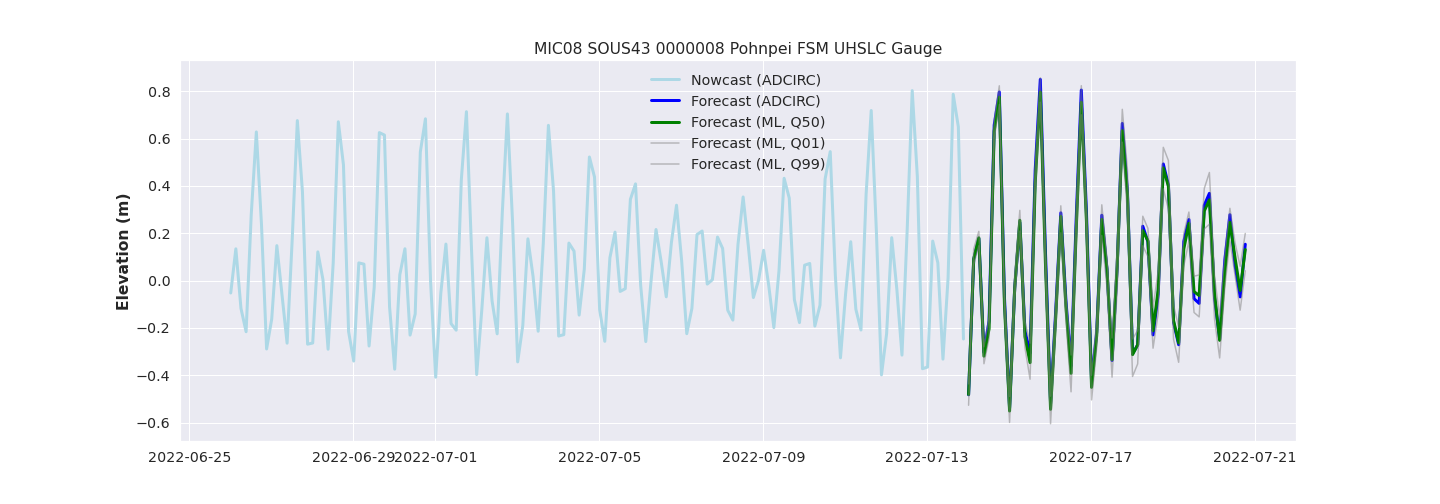 MIC08 SOUS43 0000008 Pohnpei FSM UHSLC Gauge
Nowcast (ADCIRC)
Forecast (ADCIRC)
Forecast (ML, Q50)
Forecast (ML, Q01)
Forecast (ML, Q99)
Elevation (m)
0.8
0.6
0.4
0.2
0.0
−0.2
−0.4
−0.6
2022-06-25 2022-06-29 2022-07-01 2022-07-05 2022-07-09 2022-07-13 2022-07-17 2022-07-21